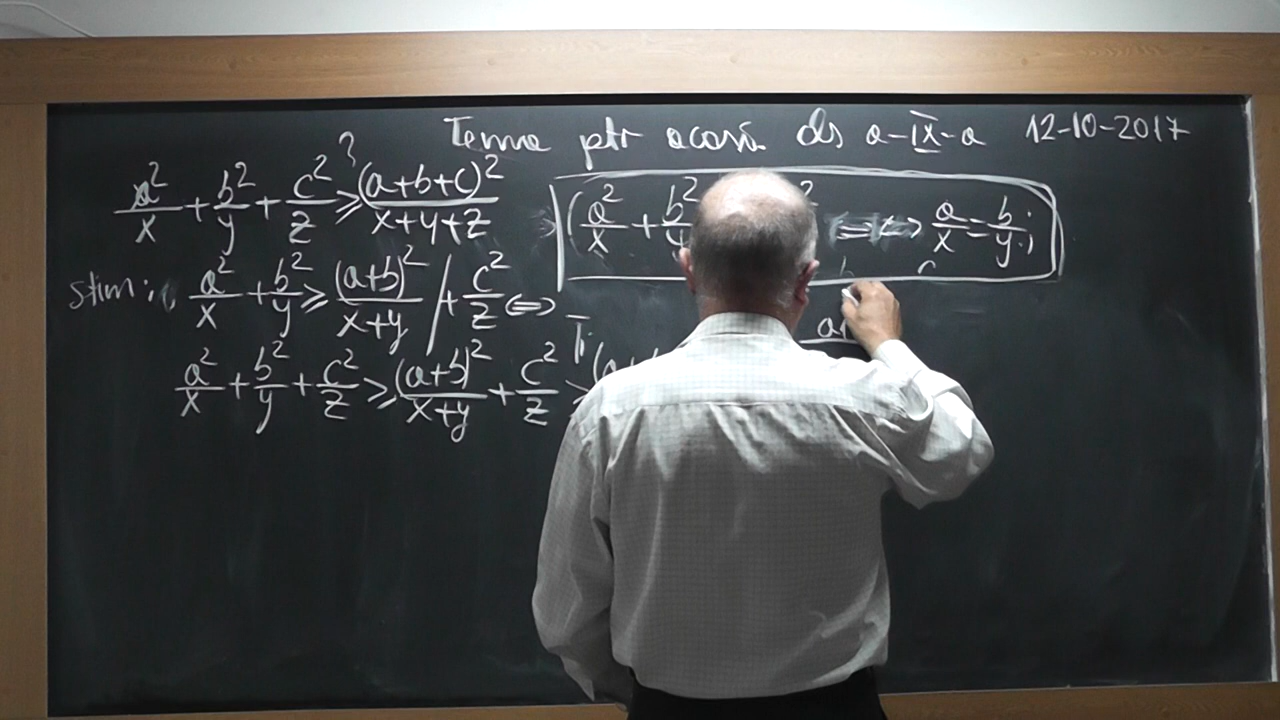 Tema ptr acasă cls a-IX-a 12-10-2017
a²/x + b²/y + c²/z ≥? (a+b+c)²/(x+y+z)
(a²/x + b²/y ⟺ a/x = b/y ;
Stim: a²/x + b²/y ≥ (a+b)²/(x+y) / + c²/z ⟺
a²/x + b²/y + c²/z ≥ (a+b)²/(x+y) + c²/z ≥